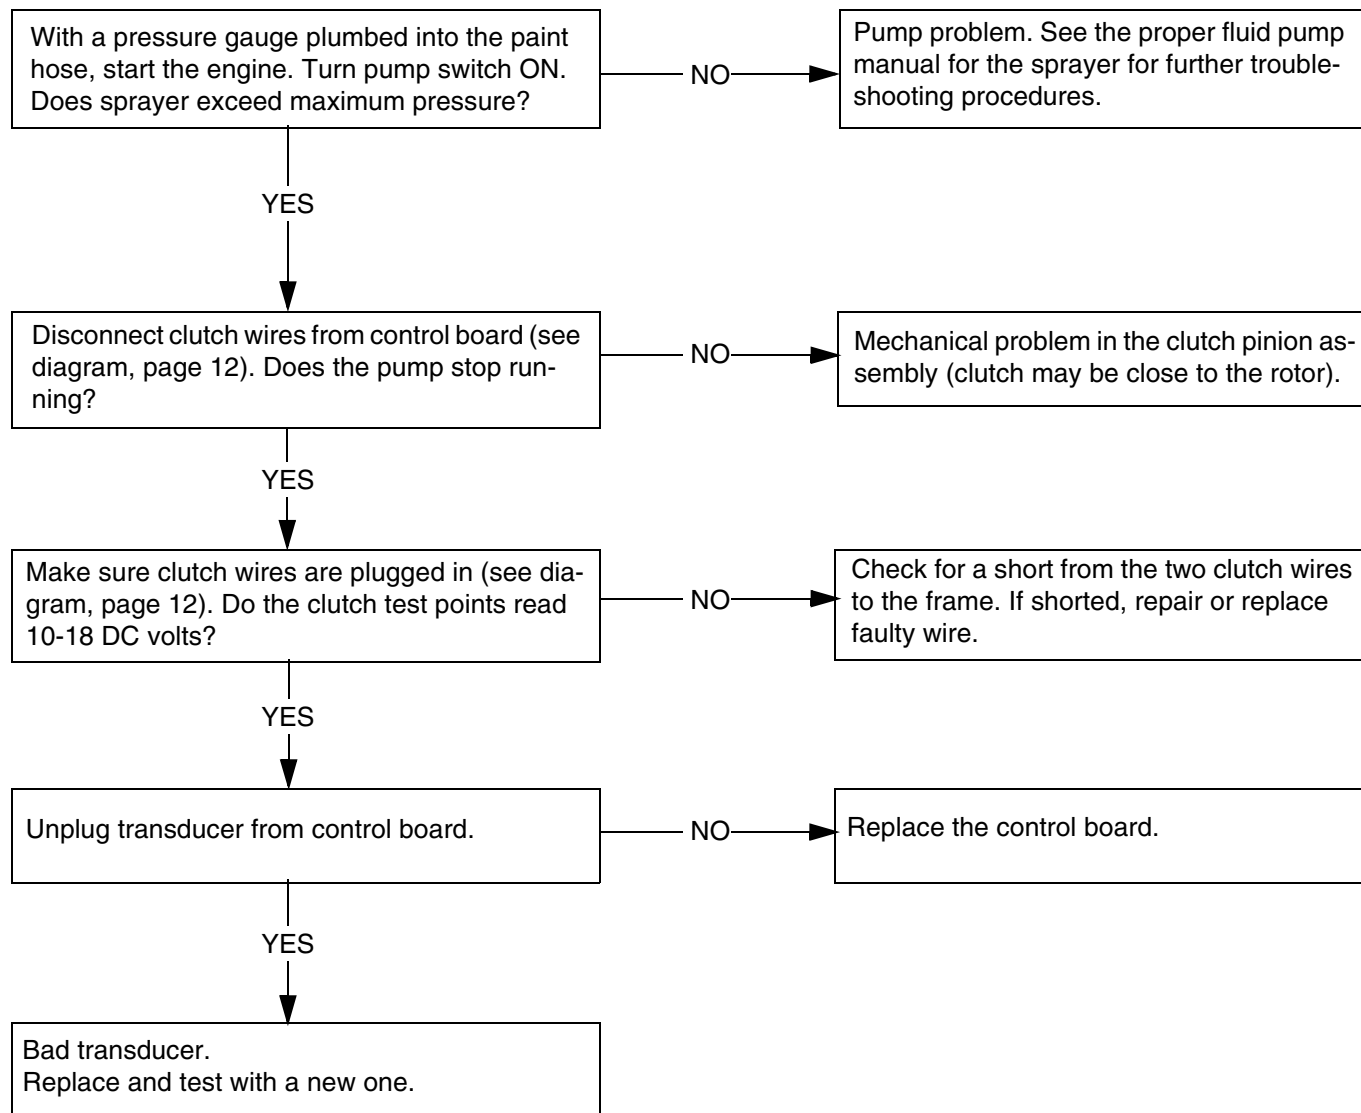 With a pressure gauge plumbed into the paint
hose, start the engine. Turn pump switch ON.
Does sprayer exceed maximum pressure?
NO
Pump problem. See the proper fluid pump
manual for the sprayer for further trouble-
shooting procedures.
YES
Disconnect clutch wires from control board (see
diagram, page 12). Does the pump stop run-
ning?
NO
Mechanical problem in the clutch pinion as-
sembly (clutch may be close to the rotor).
YES
Make sure clutch wires are plugged in (see dia-
gram, page 12). Do the clutch test points read
10-18 DC volts?
NO
Check for a short from the two clutch wires
to the frame. If shorted, repair or replace
faulty wire.
YES
Unplug transducer from control board.
NO
Replace the control board.
YES
Bad transducer.
Replace and test with a new one.